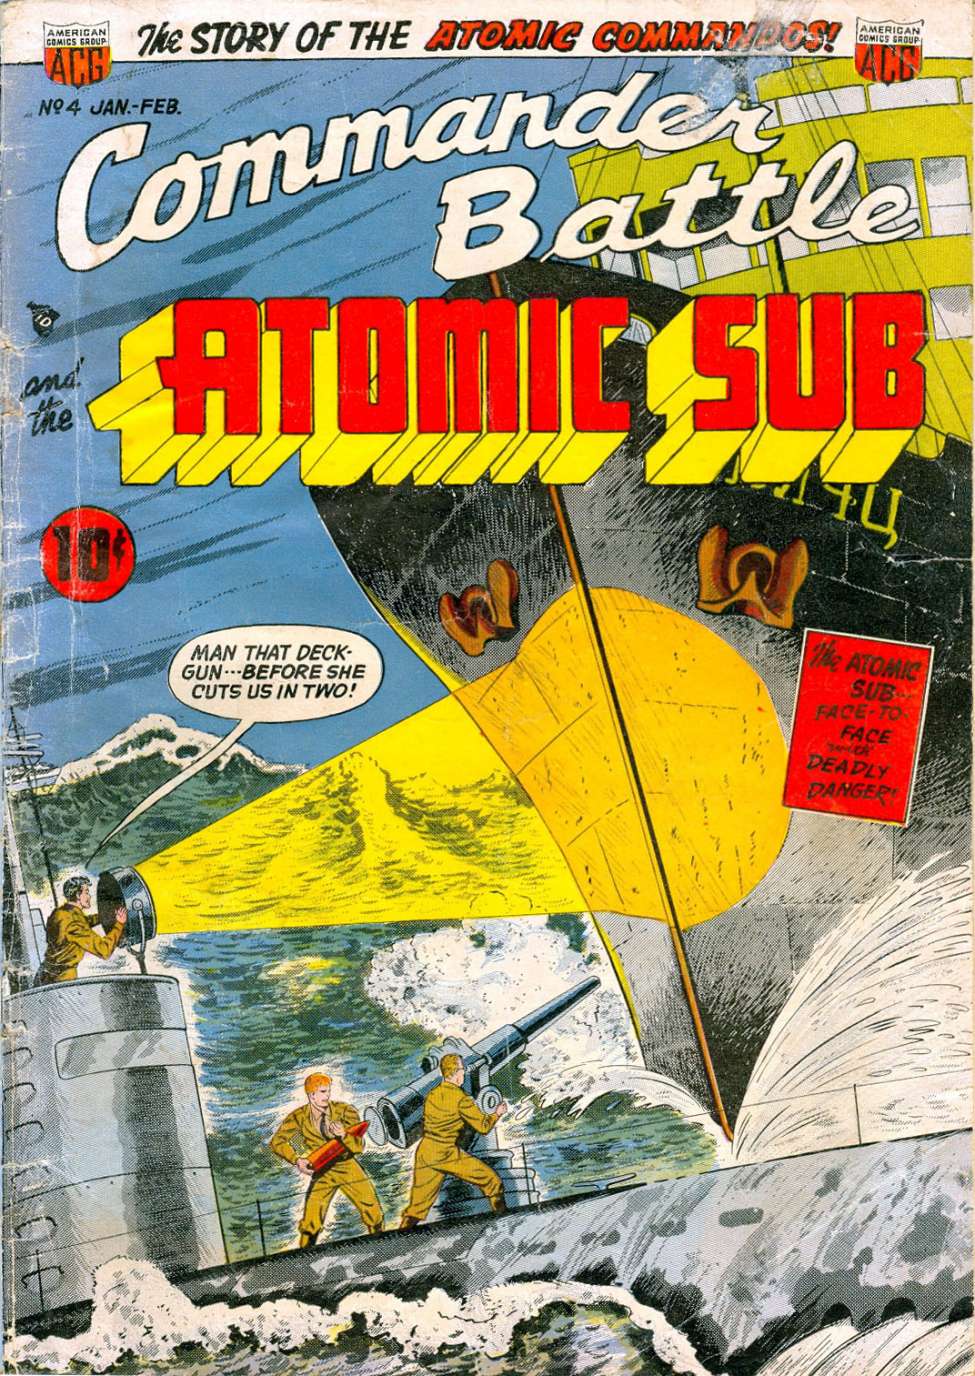 AMERICAN
COMICS GROUP
ACG
The STORY OF THE ATOMIC COMMANDOS!
AMERICAN
COMICS GROUP
ACG
No 4 JAN.-FEB.
Commander
Battle
and
the
ATOMIC SUB
10¢
MAN THAT DECK-
GUN---BEFORE SHE
CUTS US IN TWO!
The ATOMIC
SUB--
FACE-TO-
FACE
DEADLY
DANGER!